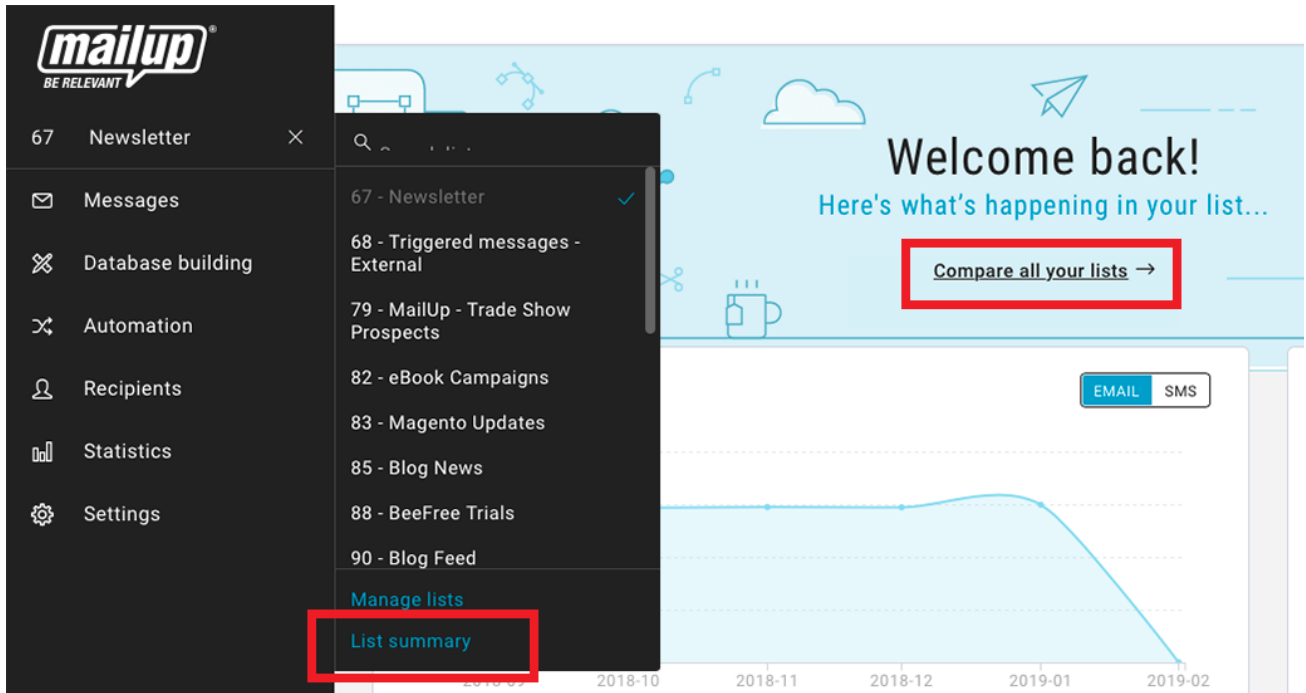 mailup®
BE RELEVANT
67 Newsletter
Messages
Database building
Automation
Recipients
Statistics
Settings
67 - Newsletter
68 - Triggered messages -
External
79 - MailUp - Trade Show
Prospects
82 - eBook Campaigns
83 - Magento Updates
85 - Blog News
88 - BeeFree Trials
90 - Blog Feed
Manage lists
List summary
Welcome back!
Here's what's happening in your list...
Compare all your lists →
EMAIL SMS
2018-09 2018-10 2018-11 2018-12 2019-01 2019-02